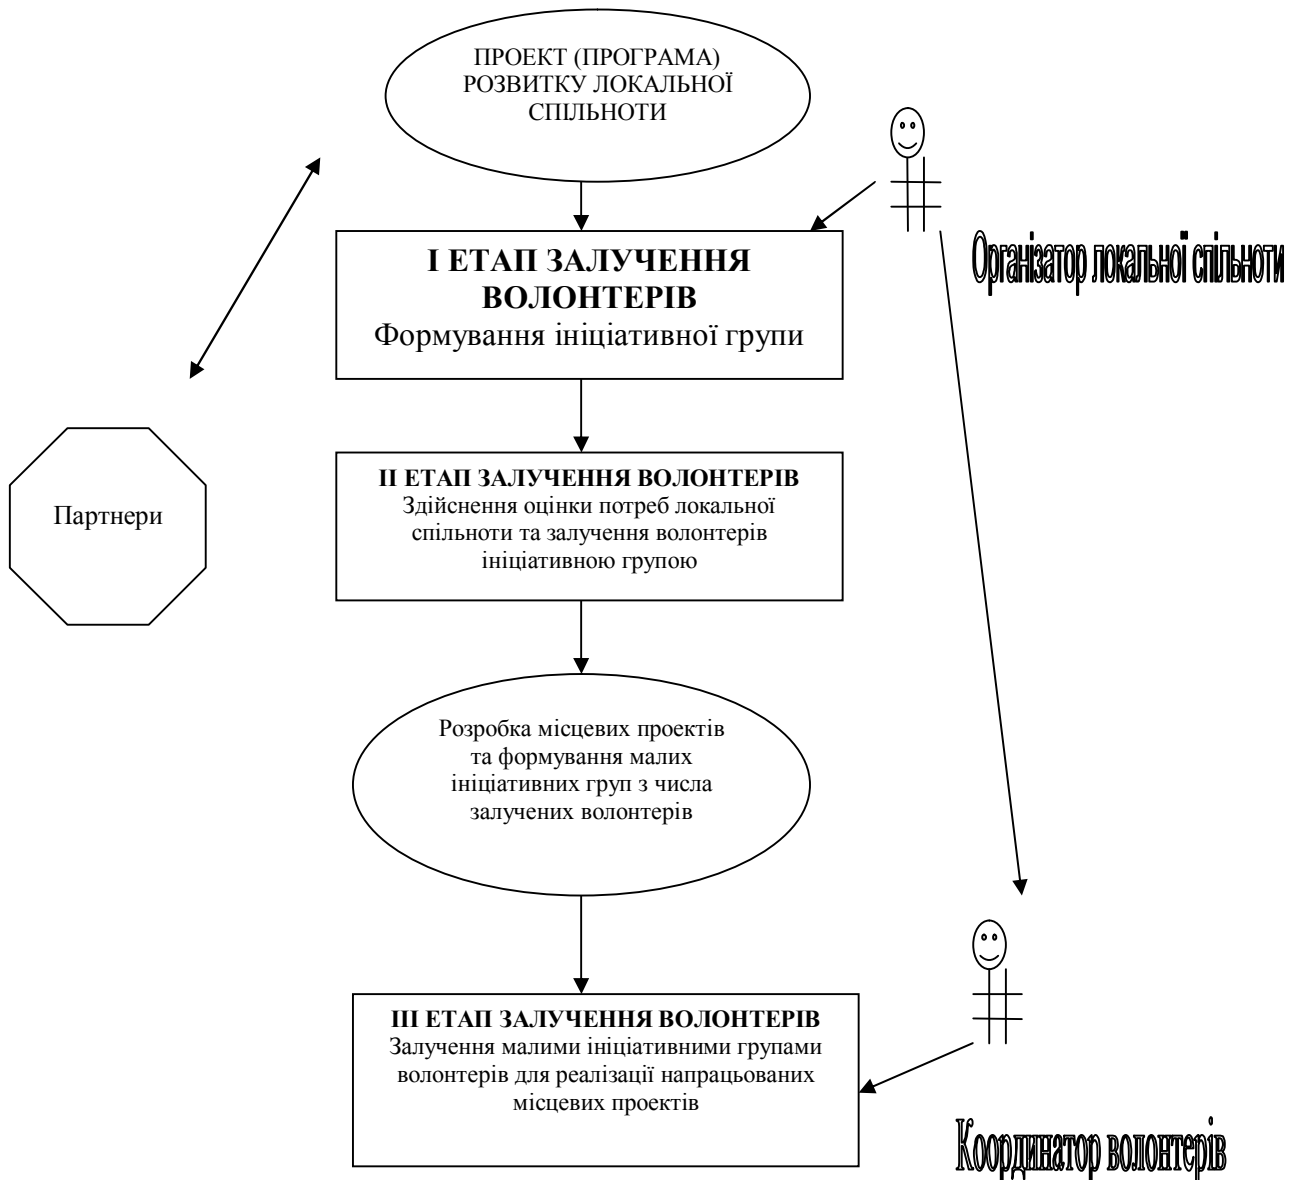 ПРОЕКТ (ПРОГРАМА)
РОЗВИТКУ ЛОКАЛЬНОЇ
СПІЛЬНОТИ
І ЕТАП ЗАЛУЧЕННЯ
ВОЛОНТЕРІВ
Формування ініціативної групи
Організатор локальної спільноти
ІІ ЕТАП ЗАЛУЧЕННЯ ВОЛОНТЕРІВ
Здійснення оцінки потреб локальної
спільноти та залучення волонтерів
ініціативною групою
Партнери
Розробка місцевих проектів
та формування малих
ініціативних груп з числа
залучених волонтерів
ІІІ ЕТАП ЗАЛУЧЕННЯ ВОЛОНТЕРІВ
Залучення малими ініціативними групами
волонтерів для реалізації напрацьованих
місцевих проектів
Координатор волонтерів